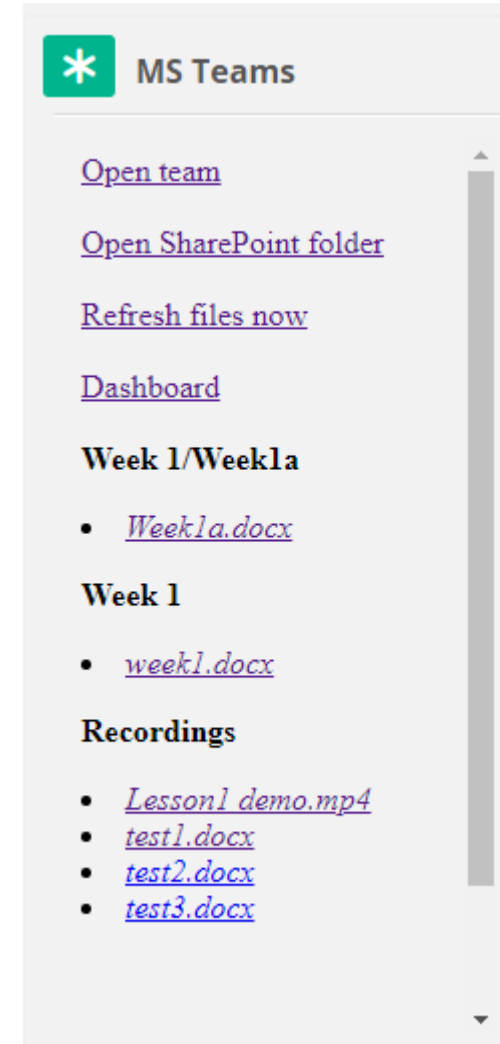 MS Teams
Open team
Open SharePoint folder
Refresh files now
Dashboard
Week 1/Week1a
Week1a.docx
Week 1
week1.docx
Recordings
Lesson1 demo.mp4
test1.docx
test2.docx
test3.docx